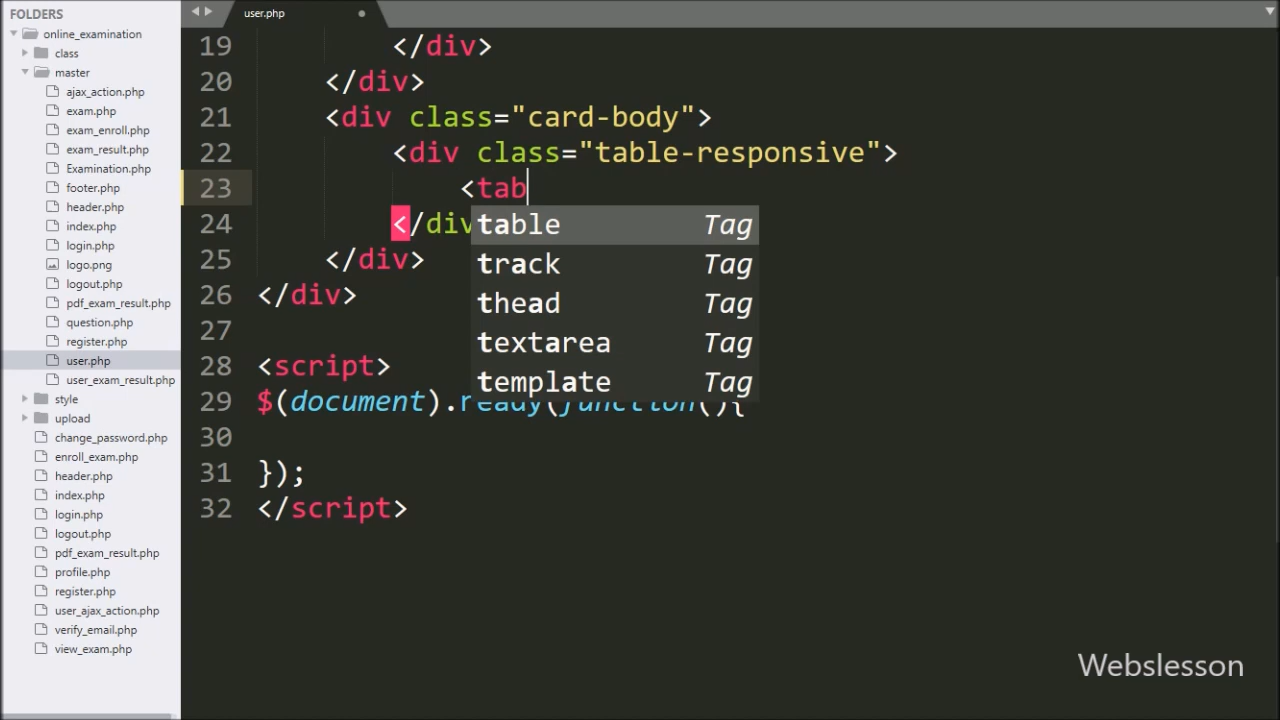 FOLDERS
online_examination
class
master
ajax_action.php
exam.php
exam_enroll.php
exam_result.php
Examination.php
footer.php
header.php
index.php
login.php
logo.png
logout.php
pdf_exam_result.php
question.php
register.php
user.php
user_exam_result.php
style
upload
change_password.php
enroll_exam.php
header.php
index.php
login.php
logout.php
pdf_exam_result.php
profile.php
register.php
user_ajax_action.php
verify_email.php
view_exam.php
user.php
19 </div>
20 </div>
21 <div class="card-body">
22 <div class="table-responsive">
23 <tab
24 </div
25 </div>
26 </div>
27
28 <script>
29 $(document).ready(function(){
30
31 });
32 </script>
table Tag
track Tag
thead Tag
textarea Tag
template Tag
Webslesson